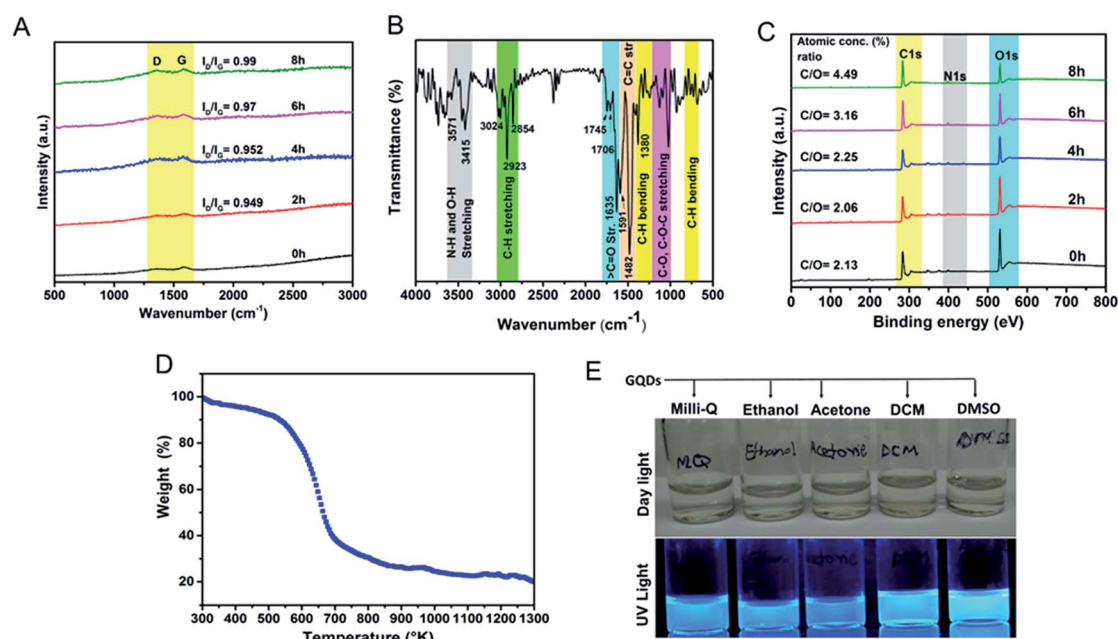 A
I_D/I_G = 0.99
8h
D G
I_D/I_G = 0.97
6h
I_D/I_G = 0.952
4h
I_D/I_G = 0.949
2h
0h
Intensity (a.u.)
500 1000 1500 2000 2500 3000
Wavenumber (cm⁻¹)
B
Transmittance (%)
N-H and O-H
Stretching
3571
3415
C-H stretching
3024
2923
2854
1745
1706
>C=O Str. 1635
1591
C=C str
1482
C-H bending
1380
C-O, C-O-C stretching
C-H bending
4000 3500 3000 2500 2000 1500 1000 500
Wavenumber (cm⁻¹)
C
Atomic conc. (%)
ratio
C1s
N1s
O1s
C/O= 4.49
8h
C/O= 3.16
6h
C/O= 2.25
4h
C/O= 2.06
2h
C/O= 2.13
0h
Intensity (a.u.)
0 100 200 300 400 500 600 700 800
Binding energy (eV)
D
Weight (%)
100
80
60
40
20
300 400 500 600 700 800 900 1000 1100 1200 1300
Temperature (°K)
E
GQDs
Milli-Q Ethanol Acetone DCM DMSO
Day light
MQ Ethanol Acetone DCM
UV Light